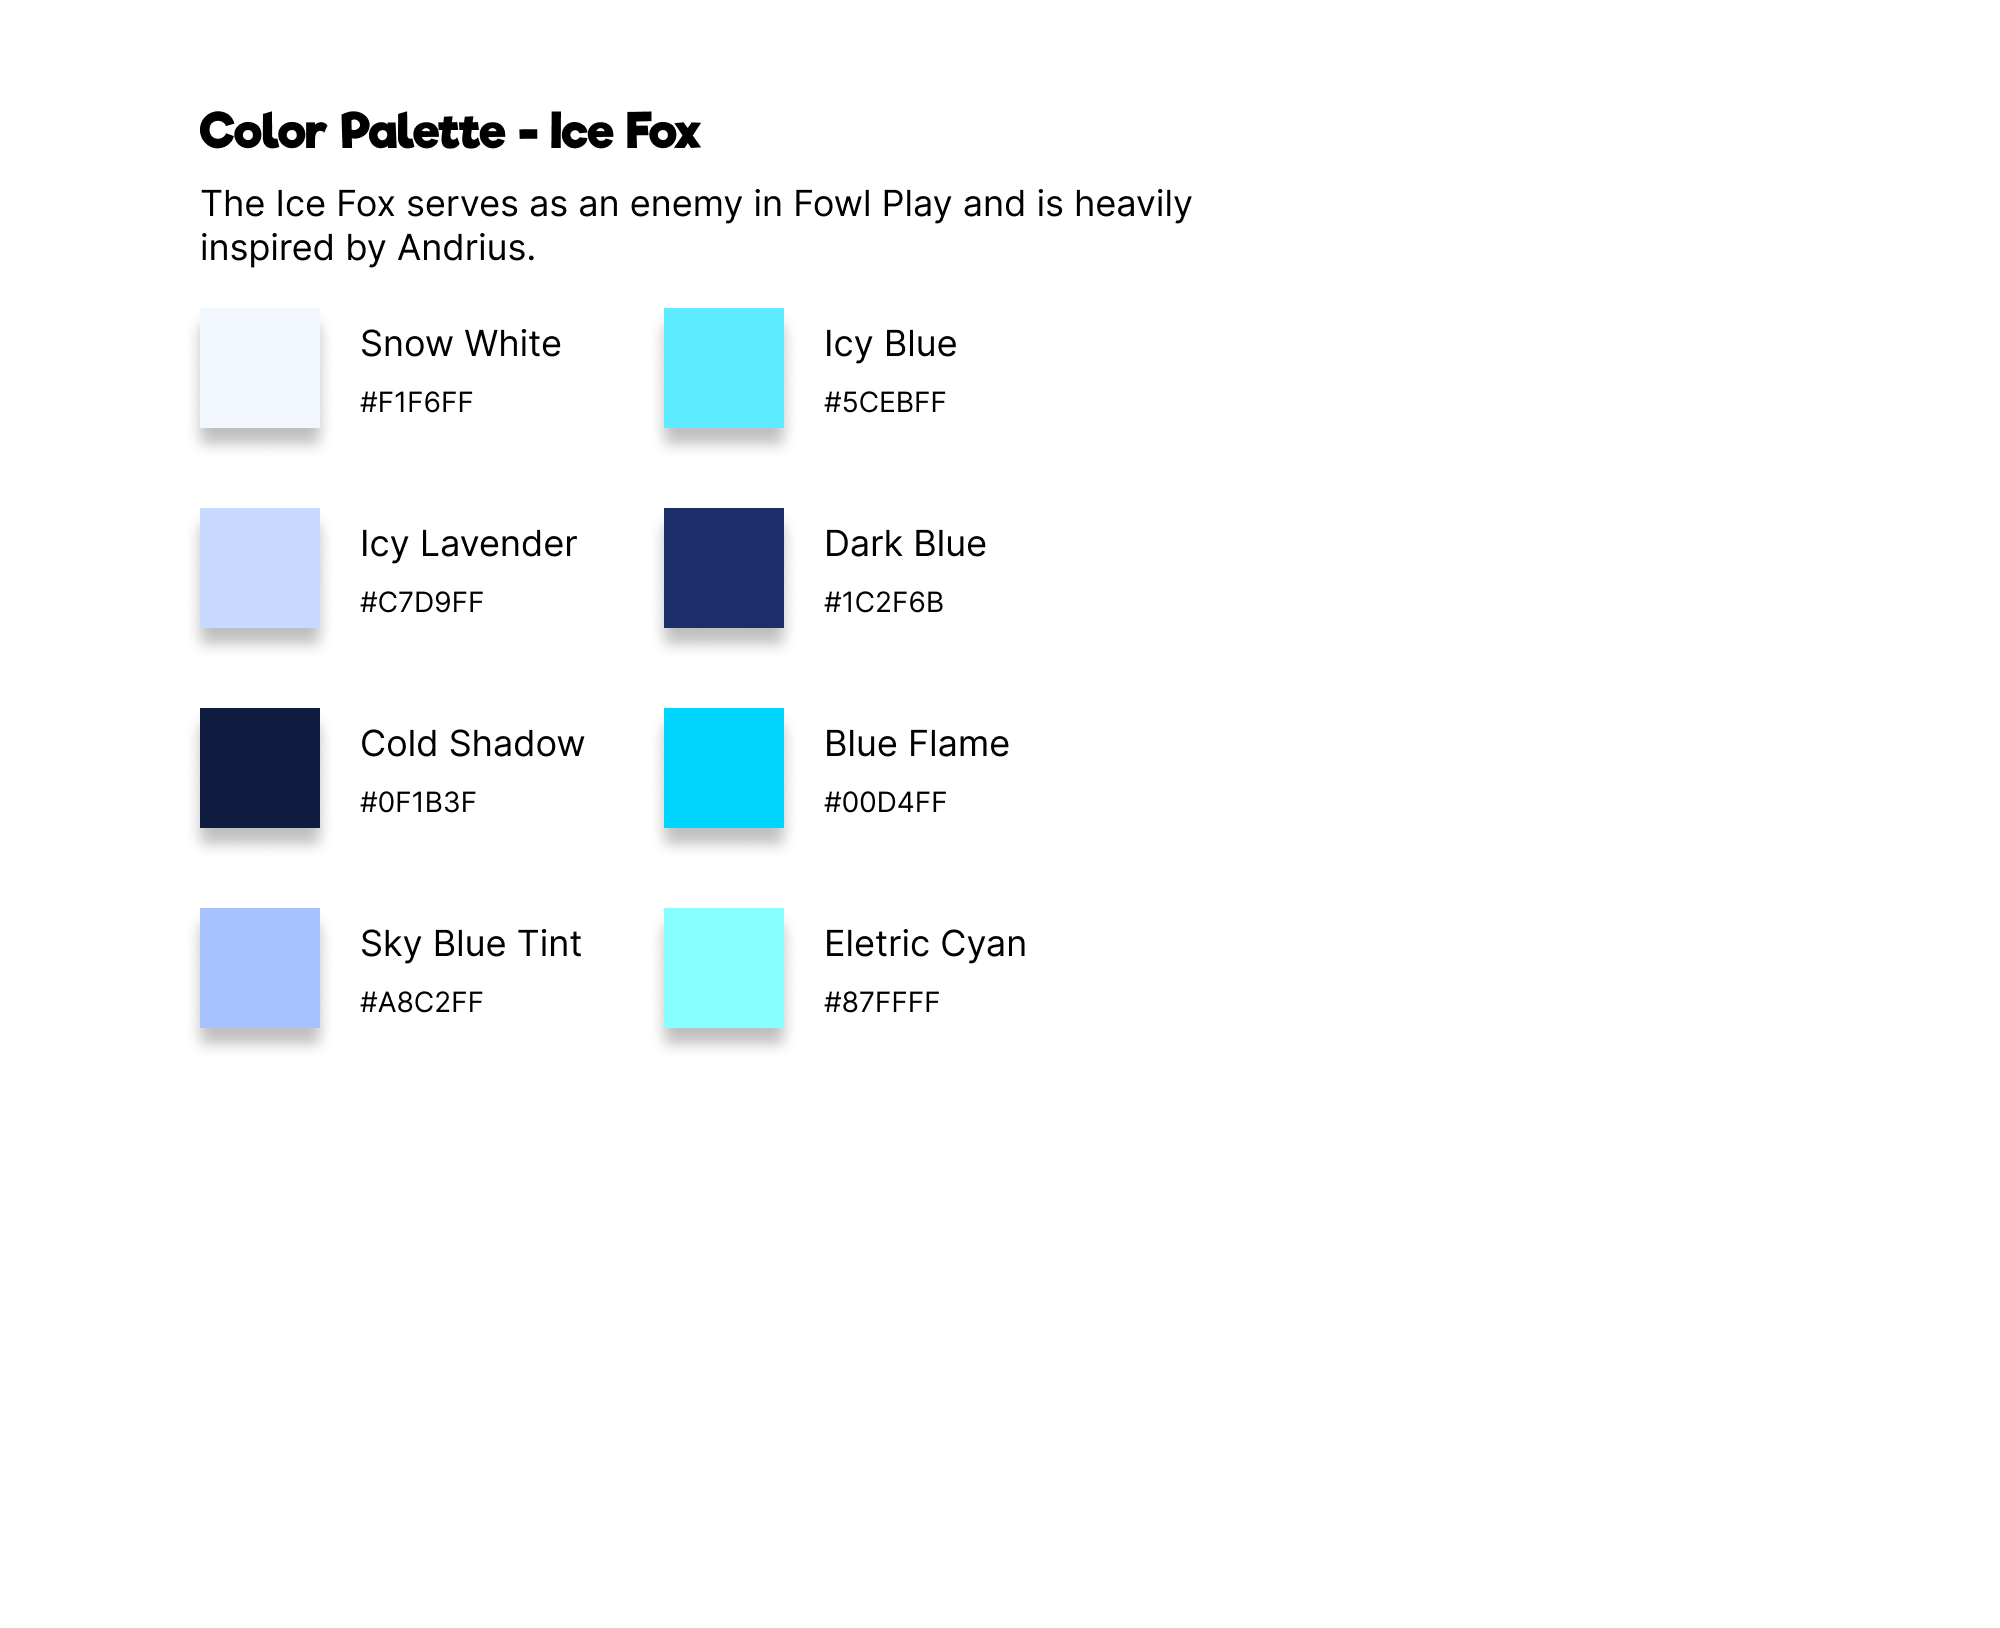 Color Palette - Ice Fox
The Ice Fox serves as an enemy in Fowl Play and is heavily
inspired by Andrius.
Snow White
#F1F6FF
Icy Blue
#5CEBFF
Icy Lavender
#C7D9FF
Dark Blue
#1C2F6B
Cold Shadow
#0F1B3F
Blue Flame
#00D4FF
Sky Blue Tint
#A8C2FF
Eletric Cyan
#87FFFF